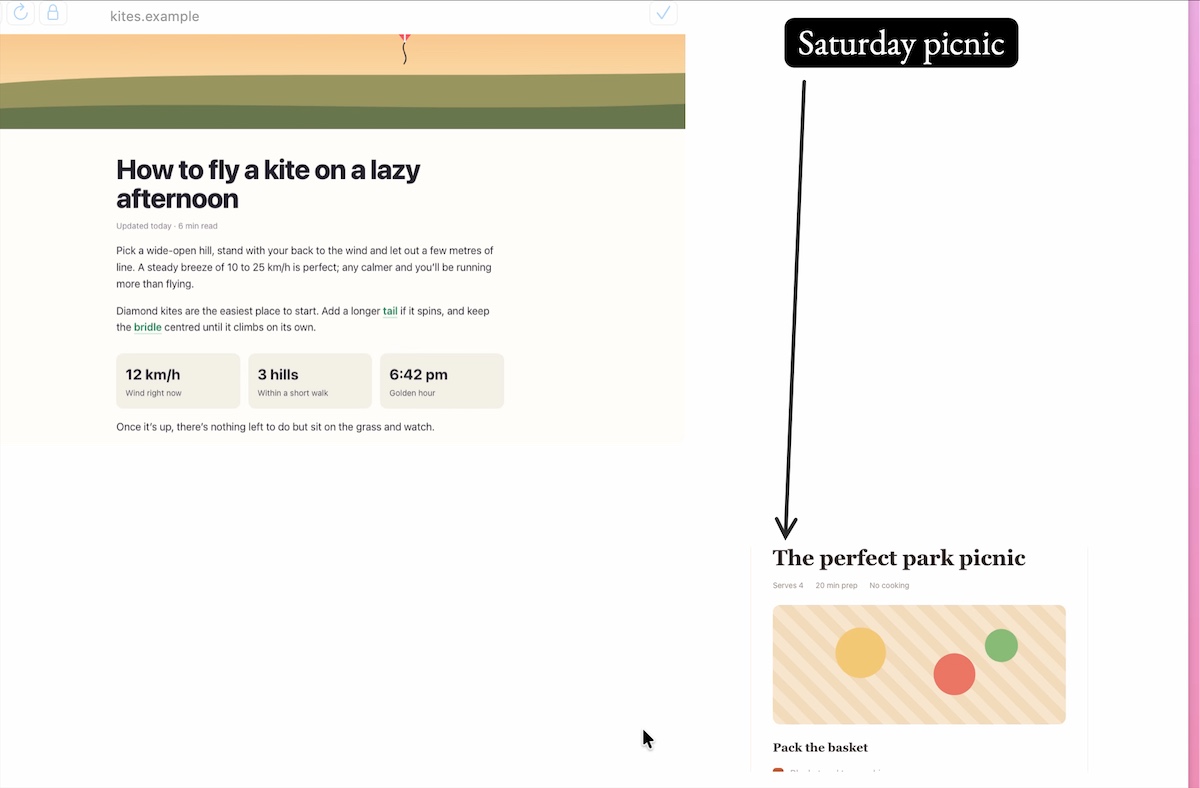 kites.example
Saturday picnic
How to fly a kite on a lazy
afternoon
Updated today · 6 min read
Pick a wide-open hill, stand with your back to the wind and let out a few metres of
line. A steady breeze of 10 to 25 km/h is perfect; any calmer and you’ll be running
more than flying.
Diamond kites are the easiest place to start. Add a longer tail if it spins, and keep
the bridle centred until it climbs on its own.
12 km/h
Wind right now
3 hills
Within a short walk
6:42 pm
Golden hour
Once it’s up, there’s nothing left to do but sit on the grass and watch.
The perfect park picnic
Serves 4 20 min prep No cooking
Pack the basket